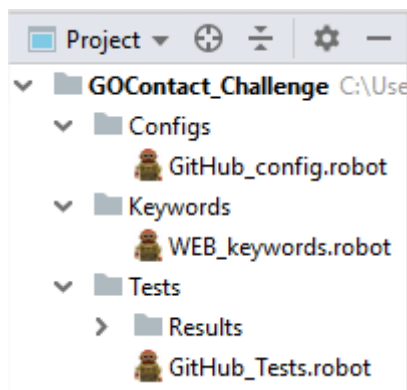 Project
GOContact_Challenge C:\Use
Configs
GitHub_config.robot
Keywords
WEB_keywords.robot
Tests
Results
GitHub_Tests.robot